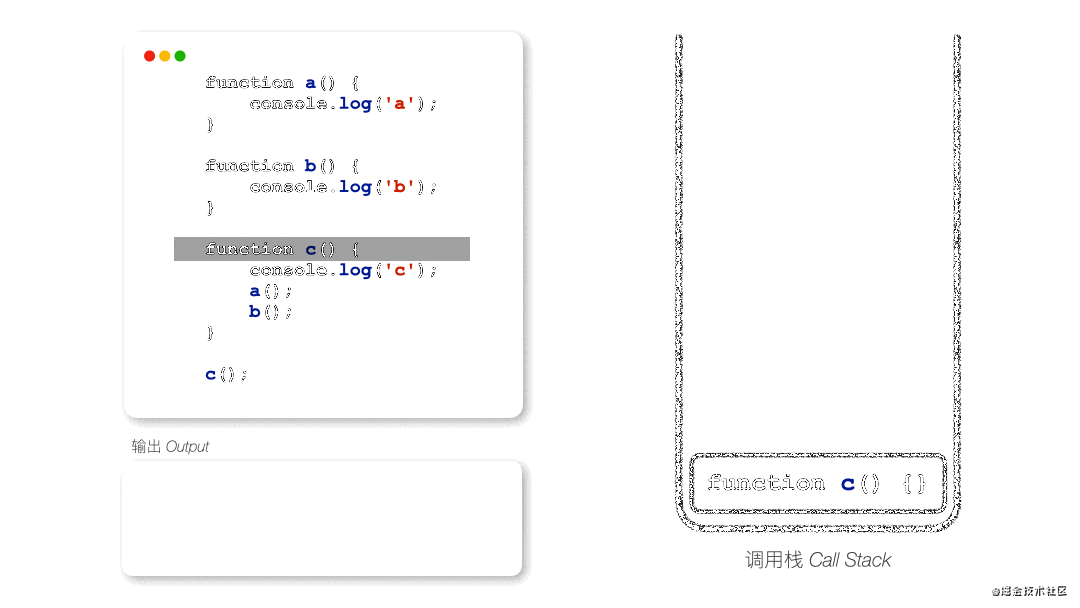 function a() {
    console.log('a');
}

function b() {
    console.log('b');
}

function c() {
    console.log('c');
    a();
    b();
}

c();
输出 Output
function c() {}
调用栈 Call Stack
@掘金技术社区